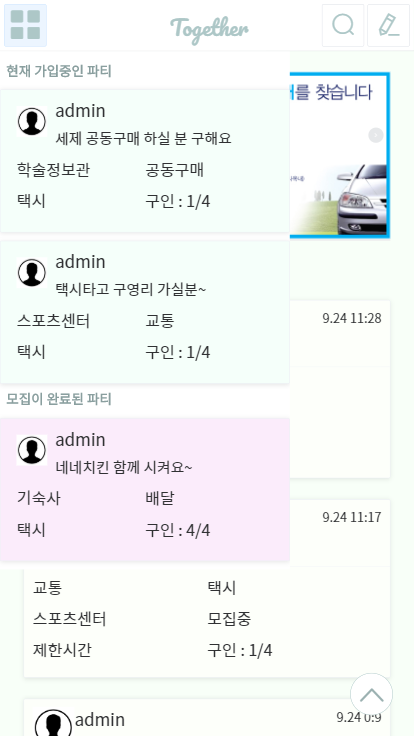 Together
현재 가입중인 파티
admin
세제 공동구매 하실 분 구해요
학술정보관 공동구매
택시 구인 : 1/4
admin
택시타고 구영리 가실분~
스포츠센터 교통
택시 구인 : 1/4
모집이 완료된 파티
admin
네네치킨 함께 시켜요~
기숙사 배달
택시 구인 : 4/4
를 찾습니다
9.24 11:28
9.24 11:17
교통 택시
스포츠센터 모집중
제한시간 구인 : 1/4
admin 9.24 0:9